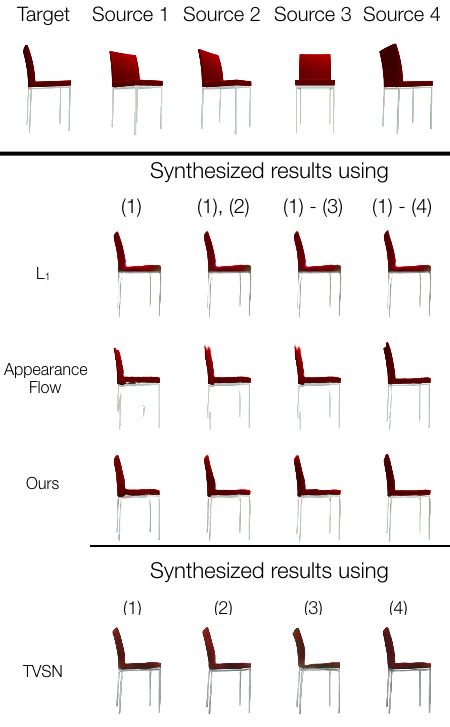 Target Source 1 Source 2 Source 3 Source 4
Synthesized results using
(1) (1), (2) (1) - (3) (1) - (4)
L₁
Appearance
Flow
Ours
Synthesized results using
(1) (2) (3) (4)
TVSN